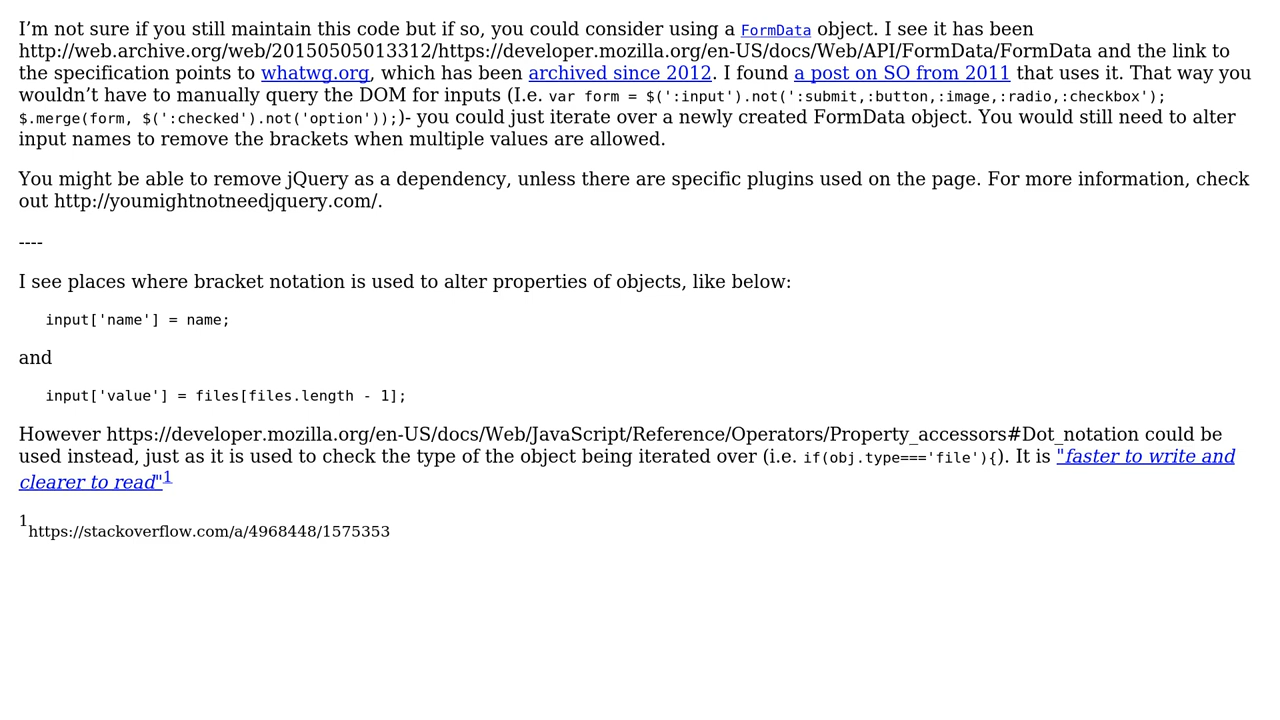 I’m not sure if you still maintain this code but if so, you could consider using a FormData object. I see it has been
http://web.archive.org/web/20150505013312/https://developer.mozilla.org/en-US/docs/Web/API/FormData/FormData and the link to
the specification points to whatwg.org, which has been archived since 2012. I found a post on SO from 2011 that uses it. That way you
wouldn’t have to manually query the DOM for inputs (I.e. var form = $(':input').not(':submit,:button,:image,:radio,:checkbox');
$.merge(form, $(':checked').not('option'));)- you could just iterate over a newly created FormData object. You would still need to alter
input names to remove the brackets when multiple values are allowed.
You might be able to remove jQuery as a dependency, unless there are specific plugins used on the page. For more information, check
out http://youmightnotneedjquery.com/.
----
I see places where bracket notation is used to alter properties of objects, like below:
input['name'] = name;
and
input['value'] = files[files.length - 1];
However https://developer.mozilla.org/en-US/docs/Web/JavaScript/Reference/Operators/Property_accessors#Dot_notation could be
used instead, just as it is used to check the type of the object being iterated over (i.e. if(obj.type==='file'){). It is "faster to write and
clearer to read"1
1https://stackoverflow.com/a/4968448/1575353